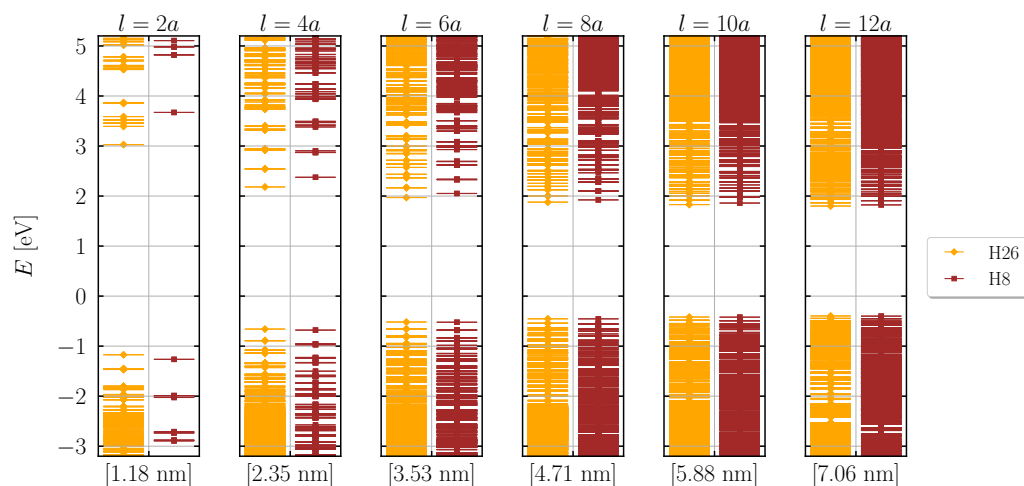 l = 2a
l = 4a
l = 6a
l = 8a
l = 10a
l = 12a
E [eV]
5
4
3
2
1
0
−1
−2
−3
H26
H8
[1.18 nm]
[2.35 nm]
[3.53 nm]
[4.71 nm]
[5.88 nm]
[7.06 nm]